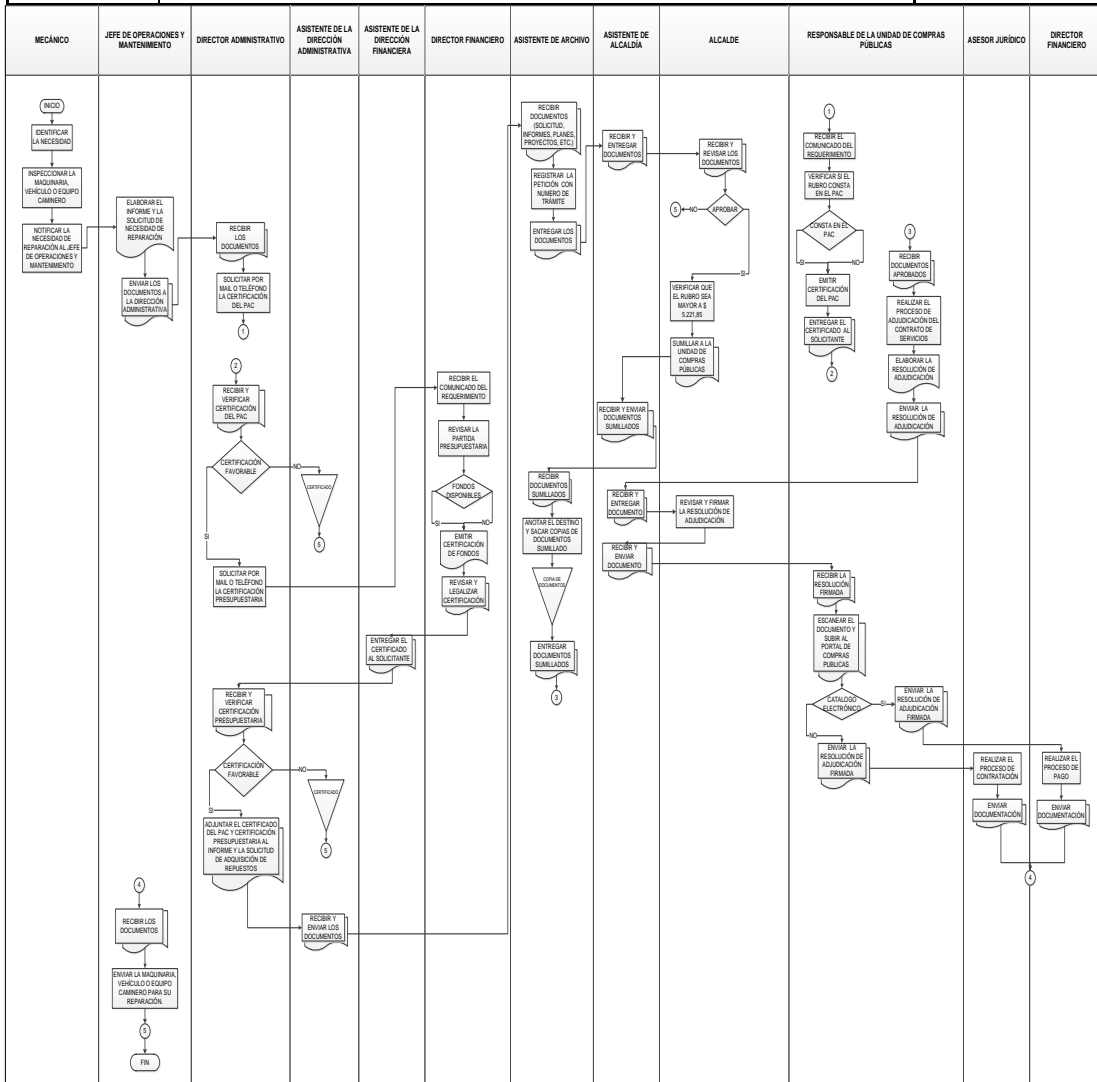 MECÁNICO
JEFE DE OPERACIONES Y
MANTENIMIENTO
DIRECTOR ADMINISTRATIVO
ASISTENTE DE LA
DIRECCIÓN
ADMINISTRATIVA
ASISTENTE DE LA
DIRECCIÓN
FINANCIERA
DIRECTOR FINANCIERO
ASISTENTE DE ARCHIVO
ASISTENTE DE
ALCALDÍA
ALCALDE
RESPONSABLE DE LA UNIDAD DE COMPRAS
PÚBLICAS
ASESOR JURÍDICO
DIRECTOR
FINANCIERO
INICIO
IDENTIFICAR
LA NECESIDAD
INSPECCIONAR LA
MAQUINARIA,
VEHÍCULO O EQUIPO
CAMINERO
NOTIFICAR LA
NECESIDAD DE
REPARACIÓN AL JEFE
DE OPERACIONES Y
MANTENIMIENTO
ELABORAR EL
INFORME Y LA
SOLICITUD DE
NECESIDAD DE
REPARACIÓN
ENVIAR LOS
DOCUMENTOS A
LA DIRECCIÓN
ADMINISTRATIVA
4
RECIBIR LOS
DOCUMENTOS
ENVIAR LA MAQUINARIA,
VEHÍCULO O EQUIPO
CAMINERO PARA SU
REPARACIÓN.
5
FIN
RECIBIR
LOS
DOCUMENTOS
SOLICITAR POR
MAIL O TELÉFONO
LA CERTIFICACIÓN
DEL PAC
1
2
RECIBIR Y
VERIFICAR
CERTIFICACIÓN
DEL PAC
CERTIFICACIÓN
FAVORABLE
NO
CERTIFICADO
5
SI
SOLICITAR POR
MAIL O TELÉFONO
LA CERTIFICACIÓN
PRESUPUESTARIA
RECIBIR Y
VERIFICAR
CERTIFICACIÓN
PRESUPUESTARIA
CERTIFICACIÓN
FAVORABLE
NO
CERTIFICADO
5
SI
ADJUNTAR EL CERTIFICADO
DEL PAC Y CERTIFICACIÓN
PRESUPUESTARIA AL
INFORME Y LA SOLICITUD
DE ADQUISICIÓN DE
REPUESTOS
RECIBIR Y
ENVIAR LOS
DOCUMENTOS
ENTREGAR EL
CERTIFICADO
AL SOLICITANTE
RECIBIR EL
COMUNICADO DEL
REQUERIMIENTO
REVISAR LA
PARTIDA
PRESUPUESTARIA
FONDOS
DISPONIBLES
SI
NO
EMITIR
CERTIFICACIÓN
DE FONDOS
REVISAR Y
LEGALIZAR
CERTIFICACIÓN
RECIBIR
DOCUMENTOS
(SOLICITUD,
INFORMES, PLANES,
PROYECTOS, ETC.)
REGISTRAR LA
PETICIÓN CON
NUMERO DE
TRÁMITE
ENTREGAR LOS
DOCUMENTOS
RECIBIR
DOCUMENTOS
SUMILLADOS
ANOTAR EL DESTINO
Y SACAR COPIAS DE
DOCUMENTOS
SUMILLADO
COPIA DE
DOCUMENTOS
ENTREGAR
DOCUMENTOS
SUMILLADOS
3
RECIBIR Y
ENTREGAR
DOCUMENTOS
RECIBIR Y ENVIAR
DOCUMENTOS
SUMILLADOS
RECIBIR Y
ENTREGAR
DOCUMENTO
RECIBIR Y
ENVIAR
DOCUMENTO
RECIBIR Y
REVISAR LOS
DOCUMENTOS
5
NO
APROBAR
SI
VERIFICAR QUE
EL RUBRO SEA
MAYOR A $
5.221,85
SUMILLAR A LA
UNIDAD DE
COMPRAS
PÚBLICAS
REVISAR Y FIRMAR
LA RESOLUCIÓN DE
ADJUDICACIÓN
1
RECIBIR EL
COMUNICADO DEL
REQUERIMIENTO
VERIFICAR SI EL
RUBRO CONSTA
EN EL PAC
CONSTA EN EL
PAC
SI
NO
EMITIR
CERTIFICACIÓN
DEL PAC
ENTREGAR EL
CERTIFICADO AL
SOLICITANTE
2
3
RECIBIR
DOCUMENTOS
APROBADOS
REALIZAR EL
PROCESO DE
ADJUDICACIÓN DEL
CONTRATO DE
SERVICIOS
ELABORAR LA
RESOLUCIÓN DE
ADJUDICACIÓN
ENVIAR LA
RESOLUCIÓN DE
ADJUDICACIÓN
RECIBIR LA
RESOLUCIÓN
FIRMADA
ESCANEAR EL
DOCUMENTO Y
SUBIR AL
PORTAL DE
COMPRAS
PUBLICAS
CATALOGO
ELECTRÓNICO
SI
ENVIAR LA
RESOLUCIÓN DE
ADJUDICACIÓN
FIRMADA
NO
ENVIAR LA
RESOLUCIÓN DE
ADJUDICACIÓN
FIRMADA
REALIZAR EL
PROCESO DE
CONTRATACIÓN
ENVIAR
DOCUMENTACIÓN
REALIZAR EL
PROCESO DE
PAGO
ENVIAR
DOCUMENTACIÓN
4